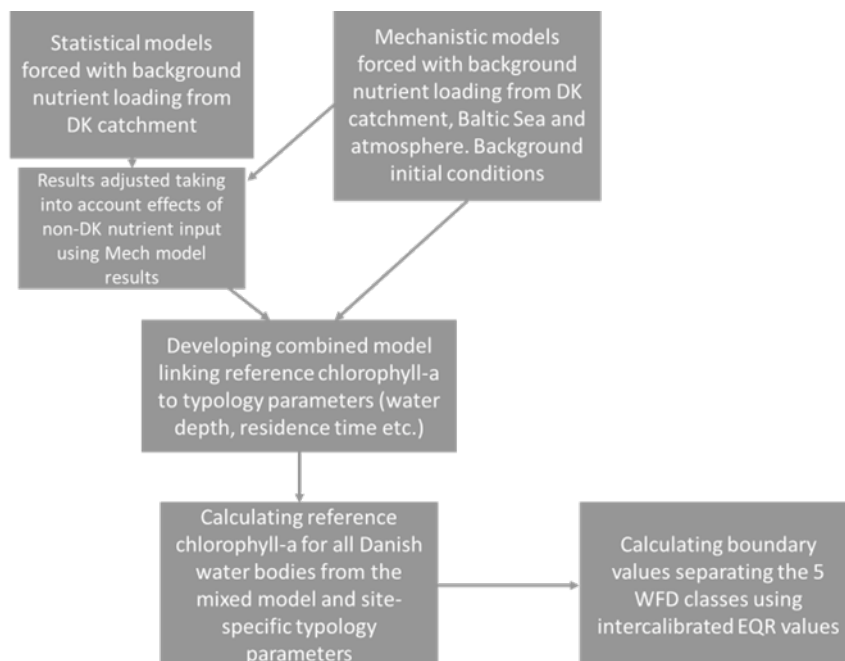 Statistical models
forced with background
nutrient loading from
DK catchment
Mechanistic models
forced with background
nutrient loading from DK
catchment, Baltic Sea and
atmosphere. Background
initial conditions
Results adjusted taking
into account effects of
non-DK nutrient input
using Mech model
results
Developing combined model
linking reference chlorophyll-a
to typology parameters (water
depth, residence time etc.)
Calculating reference
chlorophyll-a for all Danish
water bodies from the
mixed model and site-
specific typology
parameters
Calculating boundary
values separating the 5
WFD classes using
intercalibrated EQR values